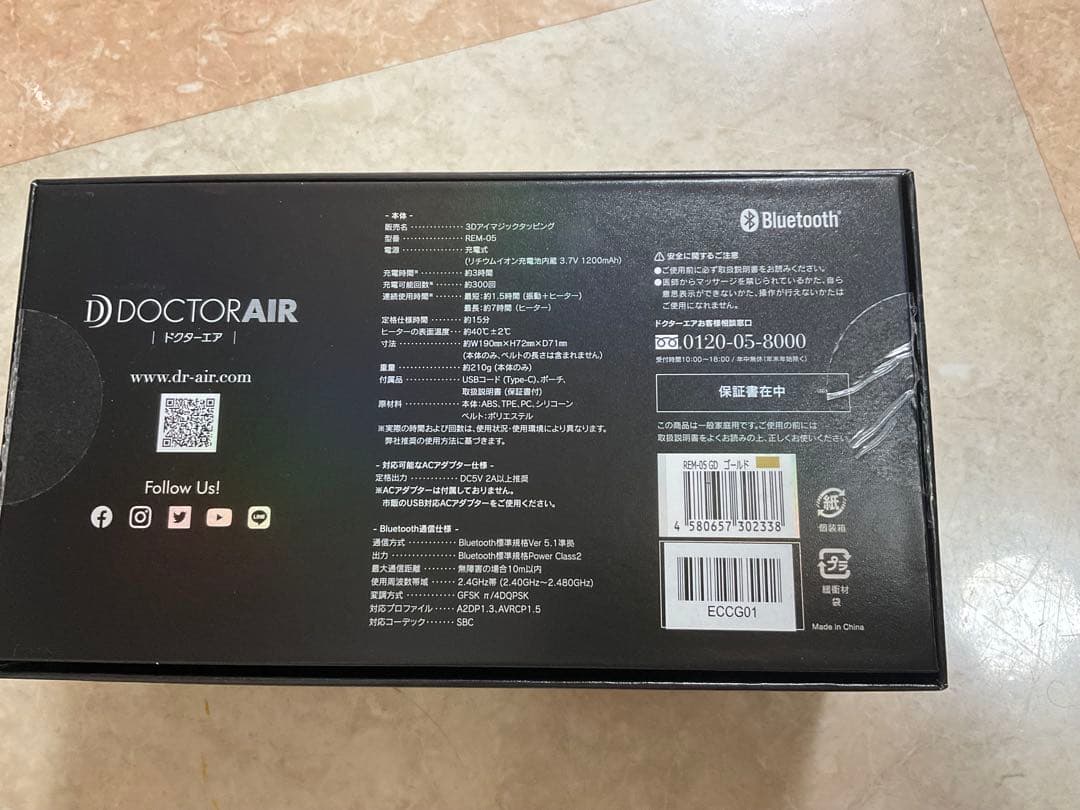 DOCTORAIR
| ドクターエア |
www.dr-air.com
Follow Us!
LINE
- 本体 -
販売名 ·············· 3Dアイマジックタッピング
型番 ················ REM-05
電源 ················ 充電式
(リチウムイオン充電池内蔵 3.7V 1200mAh)
充電時間* ··········· 約3時間
充電可能回数* ······· 約300回
連続使用時間* ······· 最短:約1.5時間 (振動+ヒーター)
最長:約7時間 (ヒーター)
定格仕様時間 ········ 約15分
ヒーターの表面温度··· 約40℃±2℃
寸法 ················ 約W190mm×H72mm×D71mm
(本体のみ、ベルトの長さは含まれません)
重量 ················ 約210g (本体のみ)
付属品 ·············· USBコード (Type-C)、ポーチ、
取扱説明書 (保証書付)
原材料 ·············· 本体:ABS、TPE、PC、シリコーン
ベルト:ポリエステル
※実際の時間および回数は、使用状況・使用環境により異なります。
弊社推奨の使用方法に基づきます。
- 対応可能なACアダプター仕様 -
定格出力 ············ DC5V 2A以上推奨
※ACアダプターは付属しておりません。
市販のUSB対応ACアダプターをご使用ください。
- Bluetooth通信仕様 -
通信方式 ············ Bluetooth標準規格Ver 5.1準拠
出力 ················ Bluetooth標準規格Power Class2
最大通信距離 ········ 無障害の場合10m以内
使用周波数帯域 ······ 2.4GHz帯 (2.40GHz〜2.480GHz)
変調方式 ············ GFSK π/4DQPSK
対応プロファイル ···· A2DP1.3、AVRCP1.5
対応コーデック ······ SBC
Bluetooth®
⚠ 安全に関するご注意
●ご使用前に必ず取扱説明書をお読みください。
●医師からマッサージを禁じられているかた、自ら
意思表示ができないかた、操作が行えないかたは
ご使用になれません。
ドクターエアお客様相談窓口
0120-05-8000
受付時間10:00〜18:00 / 年中無休(年末年始除く)
保証書在中
この商品は一般家庭用です。ご使用の前には
取扱説明書をよくお読みの上、正しくお使いください
REM-05 GD ゴールド
4 580657 302338
ECCG01
紙
個装箱
プラ
緩衝材
袋
Made in China